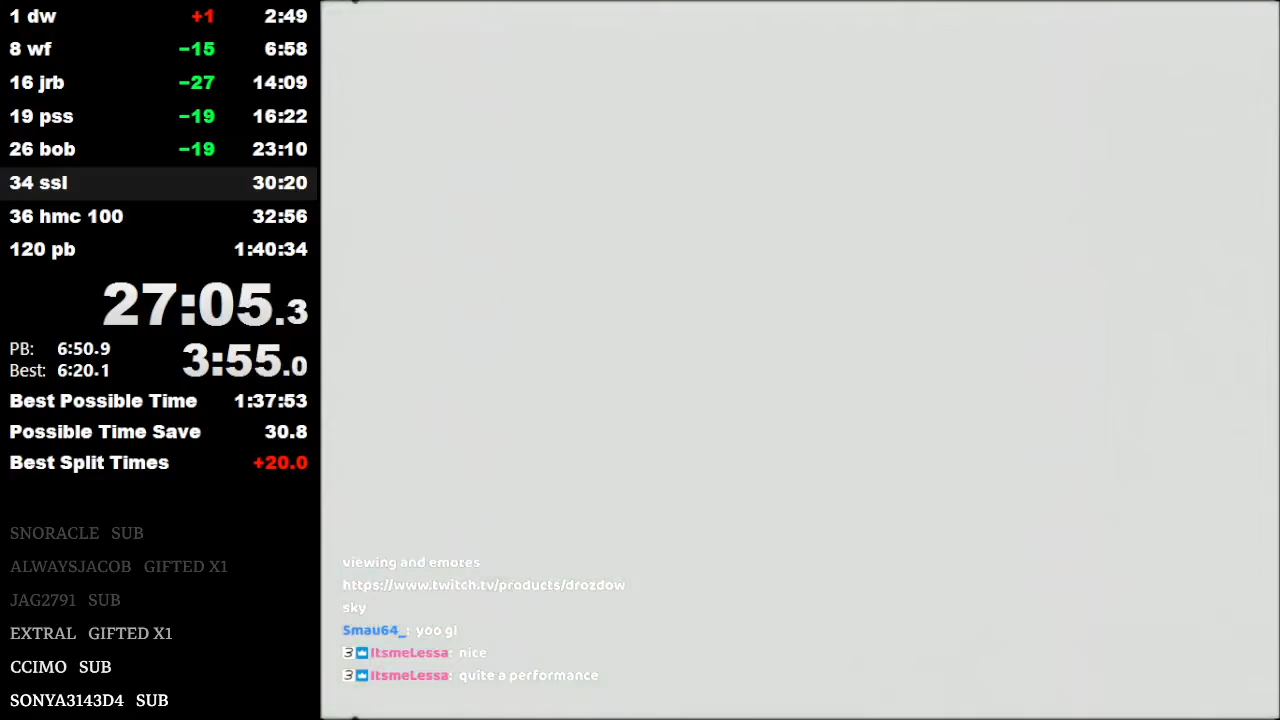 1 dw +1 2:49
8 wf −15 6:58
16 jrb −27 14:09
19 pss −19 16:22
26 bob −19 23:10
34 ssl 30:20
36 hmc 100 32:56
120 pb 1:40:34
27:05.3
PB: 6:50.9
Best: 6:20.1
3:55.0
Best Possible Time 1:37:53
Possible Time Save 30.8
Best Split Times +20.0
SNORACLE SUB
ALWAYSJACOB GIFTED X1
JAG2791 SUB
EXTRAL GIFTED X1
CCIMO SUB
SONYA3143D4 SUB
viewing and emotes
https://www.twitch.tv/products/drozdow
sky
Smau64_: yoo gl
3 ItsmeLessa: nice
3 ItsmeLessa: quite a performance